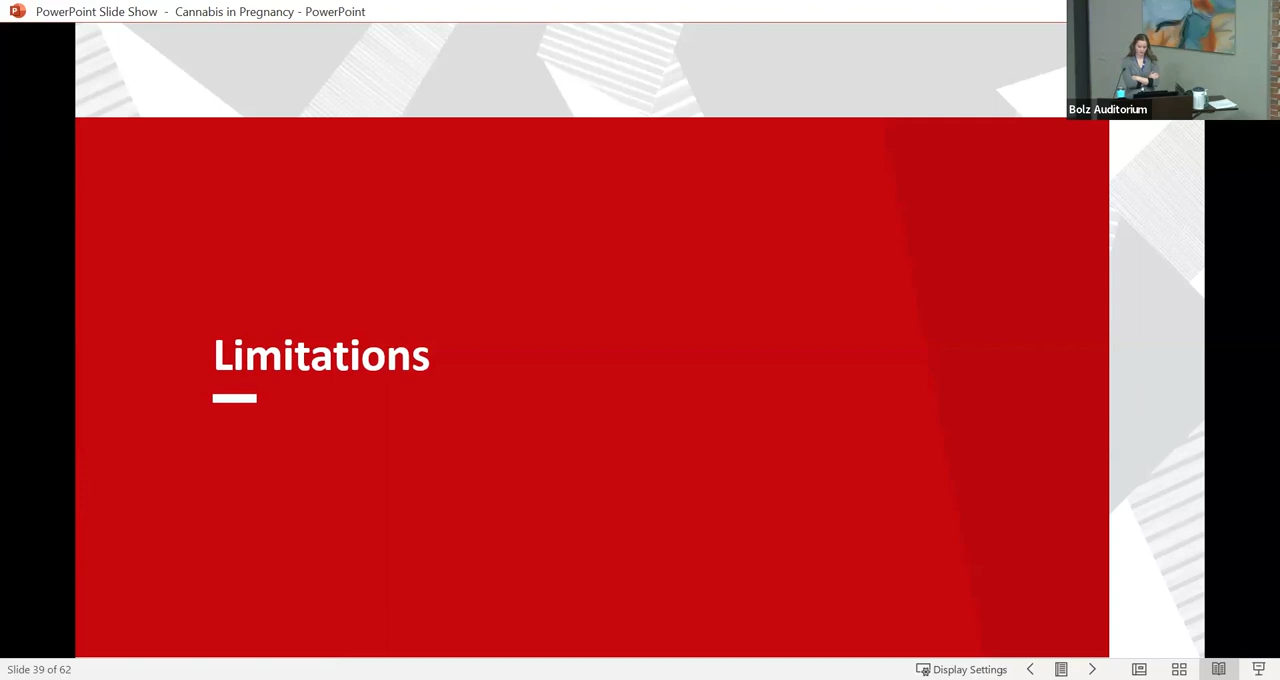 PowerPoint Slide Show - Cannabis in Pregnancy - PowerPoint
Bolz Auditorium
Limitations
Slide 39 of 62
Display Settings